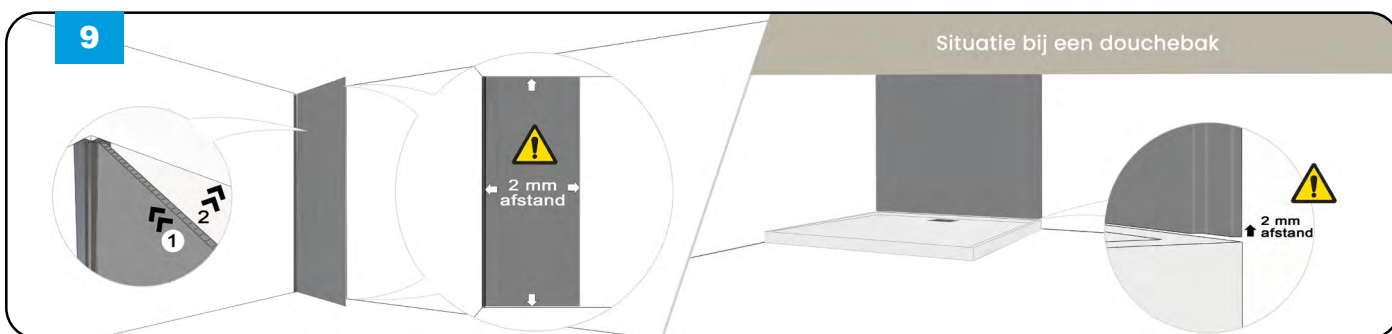 9
Situatie bij een douchebak
1
2
2 mm
afstand
2 mm
afstand